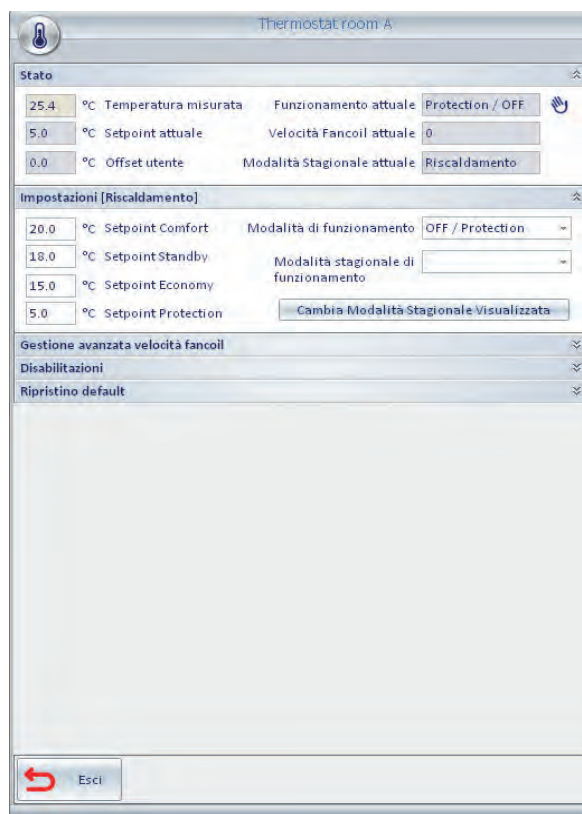 Thermostat room A
Stato
25.4 °C Temperatura misurata Funzionamento attuale Protection / OFF
5.0 °C Setpoint attuale Velocità Fancoil attuale 0
0.0 °C Offset utente Modalità Stagionale attuale Riscaldamento
Impostazioni [Riscaldamento]
20.0 °C Setpoint Comfort Modalità di funzionamento OFF / Protection
18.0 °C Setpoint Standby Modalità stagionale di
funzionamento
15.0 °C Setpoint Economy
5.0 °C Setpoint Protection Cambia Modalità Stagionale Visualizzata
Gestione avanzata velocità fancoil
Disabilitazioni
Ripristino default
Esci